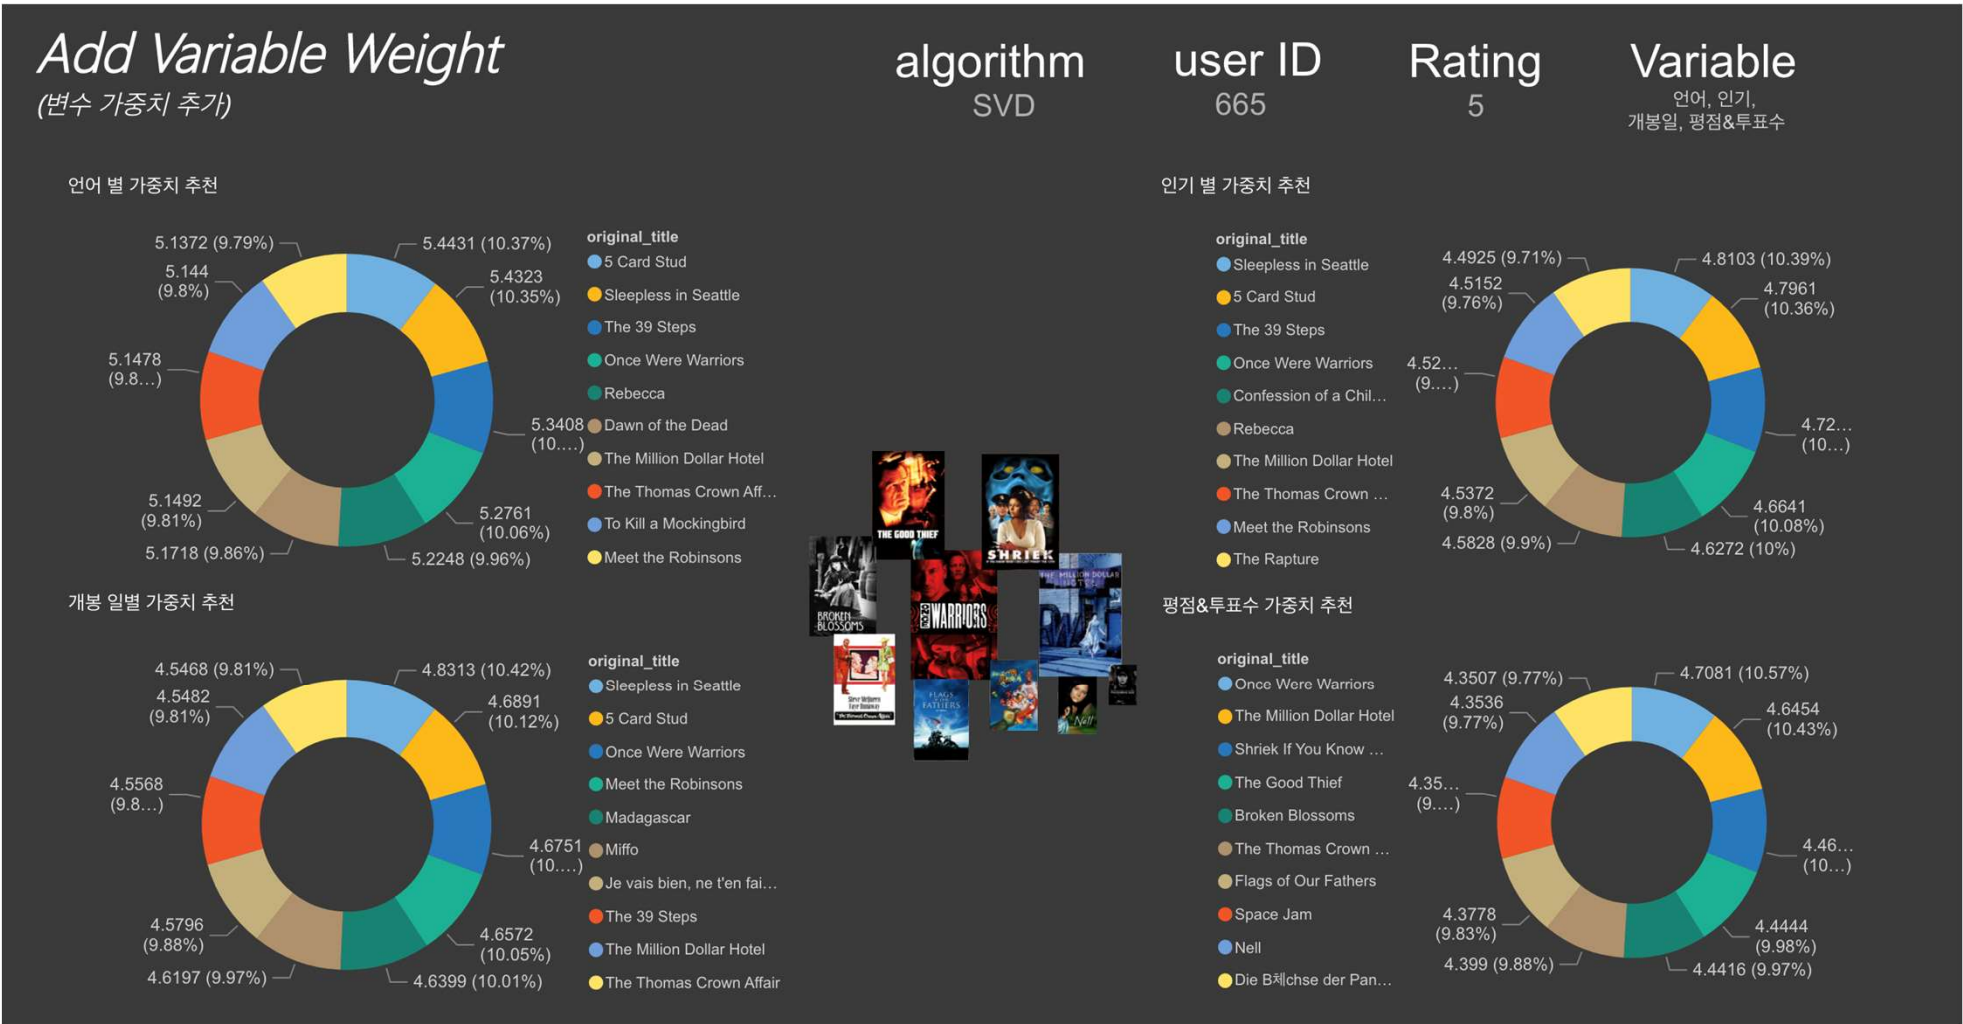 Add Variable Weight
(변수 가중치 추가)
algorithm
SVD
user ID
665
Rating
5
Variable
언어, 인기,
개봉일, 평점&투표수
언어 별 가중치 추천
5.1372 (9.79%)
5.144
(9.8%)
5.1478
(9.8...)
5.1492
(9.81%)
5.1718 (9.86%)
5.4431 (10.37%)
5.4323
(10.35%)
5.3408
(10....)
5.2761
(10.06%)
5.2248 (9.96%)
original_title
5 Card Stud
Sleepless in Seattle
The 39 Steps
Once Were Warriors
Rebecca
Dawn of the Dead
The Million Dollar Hotel
The Thomas Crown Aff...
To Kill a Mockingbird
Meet the Robinsons
인기 별 가중치 추천
original_title
Sleepless in Seattle
5 Card Stud
The 39 Steps
Once Were Warriors
Confession of a Chil...
Rebecca
The Million Dollar Hotel
The Thomas Crown ...
Meet the Robinsons
The Rapture
4.4925 (9.71%)
4.5152
(9.76%)
4.52...
(9....)
4.5372
(9.8%)
4.5828 (9.9%)
4.8103 (10.39%)
4.7961
(10.36%)
4.72...
(10...)
4.6641
(10.08%)
4.6272 (10%)
THE GOOD THIEF
SHRIEK
BROKEN
BLOSSOMS
ONCE WERE
WARRIORS
THE MILLION DOLLAR
HOTEL
Steve McQueen
Faye Dunaway
FLAGS
OF OUR
FATHERS
Nell
개봉 일별 가중치 추천
4.5468 (9.81%)
4.5482
(9.81%)
4.5568
(9.8...)
4.5796
(9.88%)
4.6197 (9.97%)
4.8313 (10.42%)
4.6891
(10.12%)
4.6751
(10....)
4.6572
(10.05%)
4.6399 (10.01%)
original_title
Sleepless in Seattle
5 Card Stud
Once Were Warriors
Meet the Robinsons
Madagascar
Miffo
Je vais bien, ne t'en fai...
The 39 Steps
The Million Dollar Hotel
The Thomas Crown Affair
평점&투표수 가중치 추천
original_title
Once Were Warriors
The Million Dollar Hotel
Shriek If You Know ...
The Good Thief
Broken Blossoms
The Thomas Crown ...
Flags of Our Fathers
Space Jam
Nell
Die B체chse der Pan...
4.3507 (9.77%)
4.3536
(9.77%)
4.35...
(9....)
4.3778
(9.83%)
4.399 (9.88%)
4.7081 (10.57%)
4.6454
(10.43%)
4.46...
(10...)
4.4444
(9.98%)
4.4416 (9.97%)